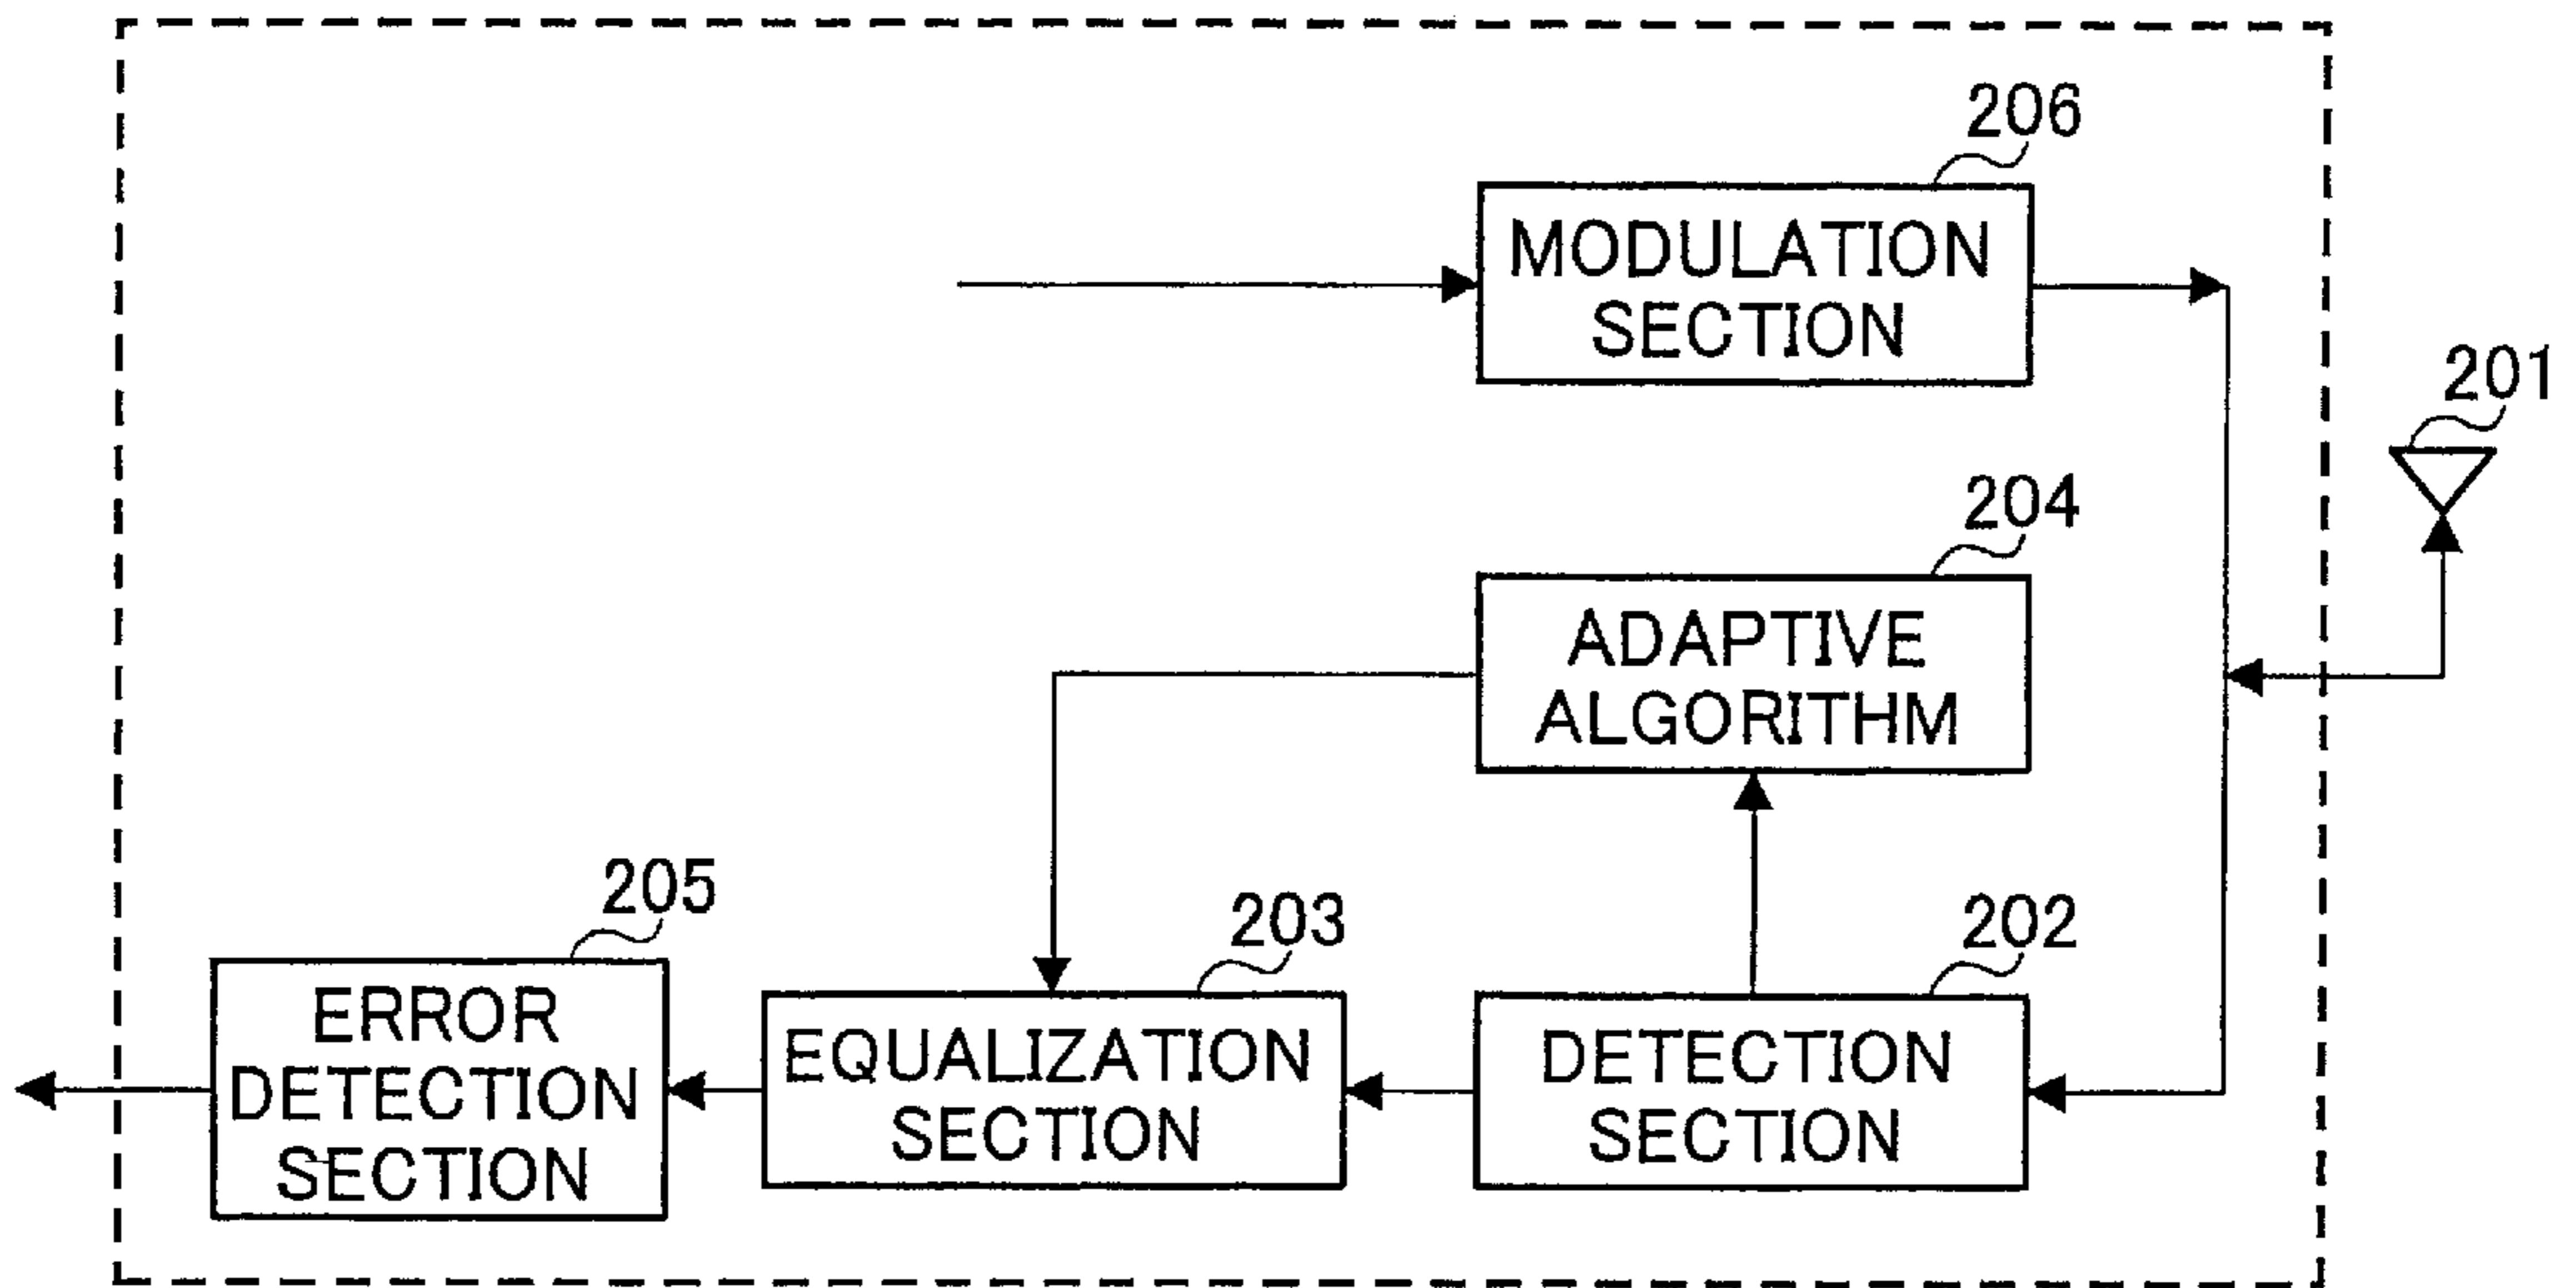 206
MODULATION
SECTION
201
204
ADAPTIVE
ALGORITHM
205
ERROR
DETECTION
SECTION
203
EQUALIZATION
SECTION
202
DETECTION
SECTION